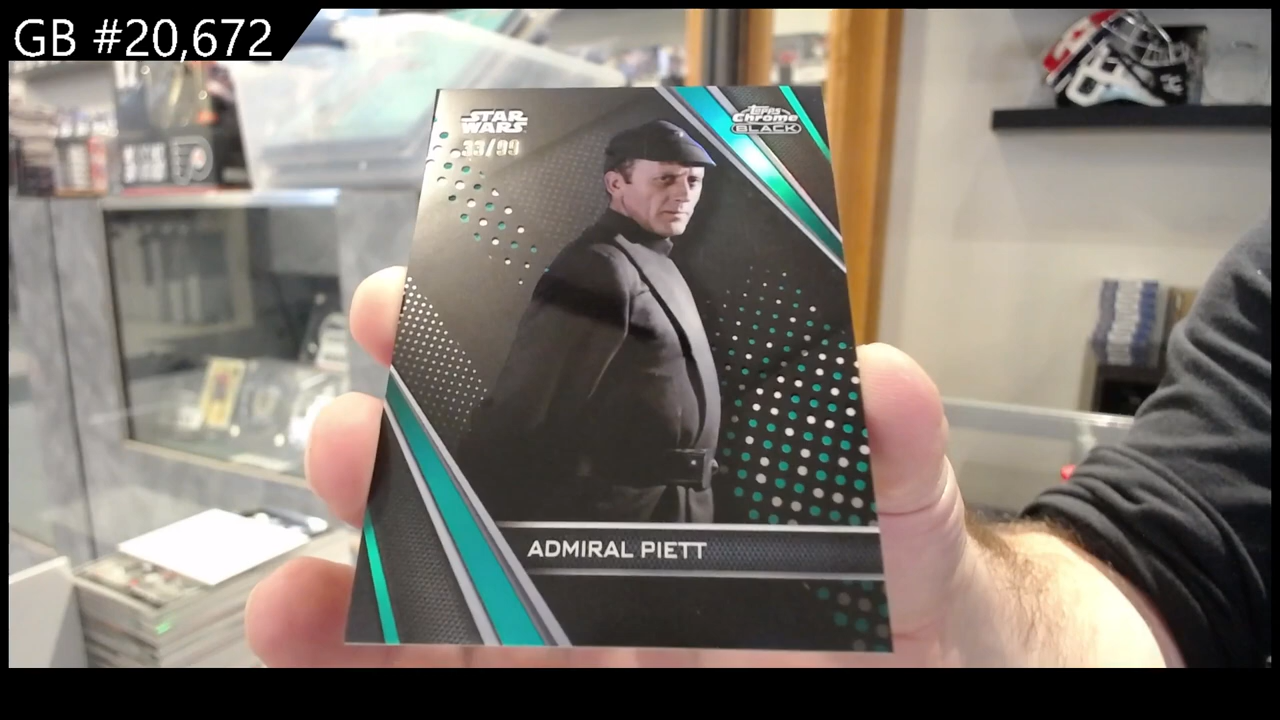 GB #20,672
STAR
WARS
33/99
Topps
Chrome
BLACK
ADMIRAL PIETT